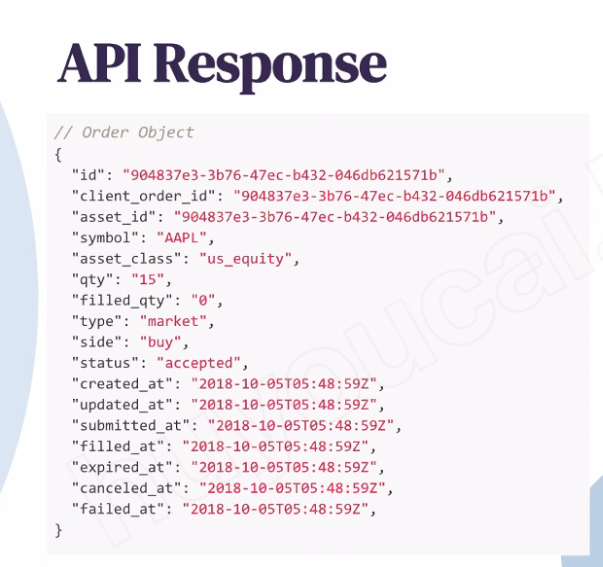 API Response
// Order Object
{
"id": "904837e3-3b76-47ec-b432-046db621571b",
"client_order_id": "904837e3-3b76-47ec-b432-046db621571b",
"asset_id": "904837e3-3b76-47ec-b432-046db621571b",
"symbol": "AAPL",
"asset_class": "us_equity",
"qty": "15",
"filled_qty": "0",
"type": "market",
"side": "buy",
"status": "accepted",
"created_at": "2018-10-05T05:48:59Z",
"updated_at": "2018-10-05T05:48:59Z",
"submitted_at": "2018-10-05T05:48:59Z",
"filled_at": "2018-10-05T05:48:59Z",
"expired_at": "2018-10-05T05:48:59Z",
"canceled_at": "2018-10-05T05:48:59Z",
"failed_at": "2018-10-05T05:48:59Z",
}